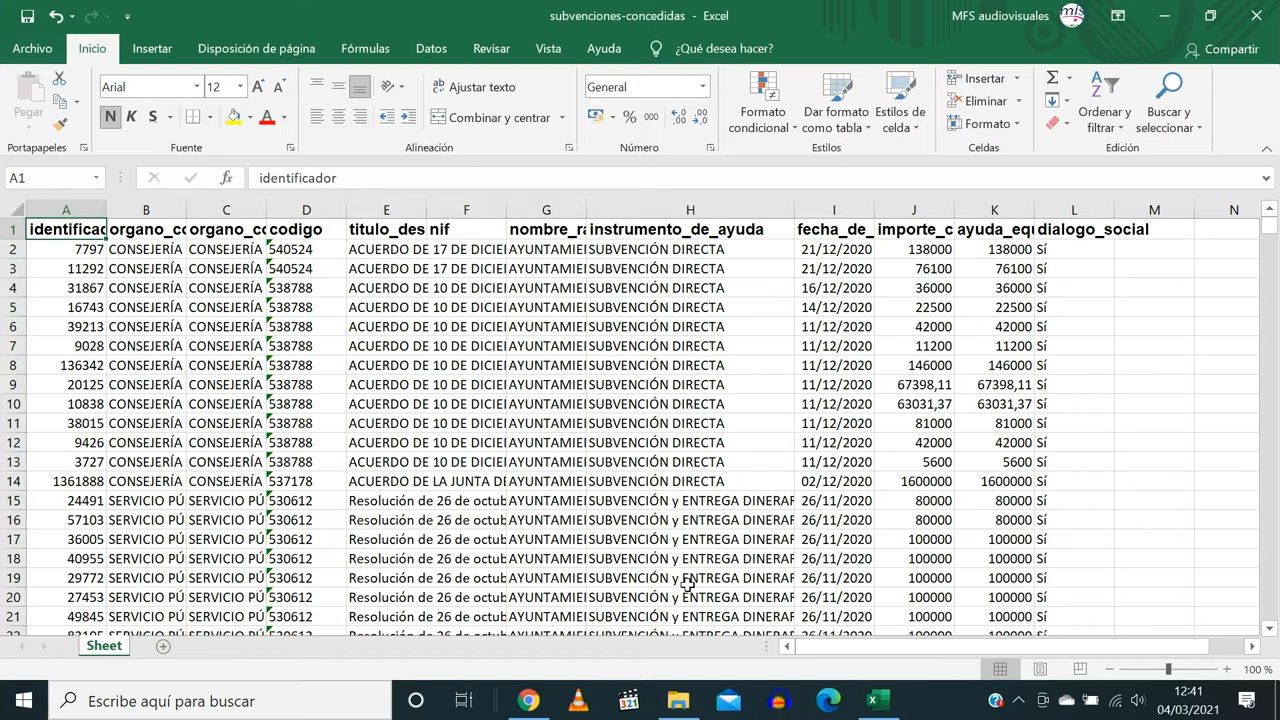 subvenciones-concedidas - Excel
MFS audiovisuales
mfs
Archivo Inicio Insertar Disposición de página Fórmulas Datos Revisar Vista Ayuda ¿Qué desea hacer? Compartir
Pegar
Arial 12
N K S
Ajustar texto
Combinar y centrar
General
% 000
Formato condicional
Dar formato como tabla
Estilos de celda
Insertar
Eliminar
Formato
Ordenar y filtrar
Buscar y seleccionar
Portapapeles Fuente Alineación Número Estilos Celdas Edición
A1 fx identificador
A B C D E F G H I J K L M N
1 identificad organo_co organo_co codigo titulo_des nif nombre_ra instrumento_de_ayuda fecha_de_ importe_c ayuda_equ dialogo_social
2 7797 CONSEJERÍA CONSEJERÍA 540524 ACUERDO DE 17 DE DICIEI AYUNTAMIEI SUBVENCIÓN DIRECTA 21/12/2020 138000 138000 Sí
3 11292 CONSEJERÍA CONSEJERÍA 540524 ACUERDO DE 17 DE DICIEI AYUNTAMIEI SUBVENCIÓN DIRECTA 21/12/2020 76100 76100 Sí
4 31867 CONSEJERÍA CONSEJERÍA 538788 ACUERDO DE 10 DE DICIEI AYUNTAMIEI SUBVENCIÓN DIRECTA 16/12/2020 36000 36000 Sí
5 16743 CONSEJERÍA CONSEJERÍA 538788 ACUERDO DE 10 DE DICIEI AYUNTAMIEI SUBVENCIÓN DIRECTA 14/12/2020 22500 22500 Sí
6 39213 CONSEJERÍA CONSEJERÍA 538788 ACUERDO DE 10 DE DICIEI AYUNTAMIEI SUBVENCIÓN DIRECTA 11/12/2020 42000 42000 Sí
7 9028 CONSEJERÍA CONSEJERÍA 538788 ACUERDO DE 10 DE DICIEI AYUNTAMIEI SUBVENCIÓN DIRECTA 11/12/2020 11200 11200 Sí
8 136342 CONSEJERÍA CONSEJERÍA 538788 ACUERDO DE 10 DE DICIEI AYUNTAMIEI SUBVENCIÓN DIRECTA 11/12/2020 146000 146000 Sí
9 20125 CONSEJERÍA CONSEJERÍA 538788 ACUERDO DE 10 DE DICIEI AYUNTAMIEI SUBVENCIÓN DIRECTA 11/12/2020 67398,11 67398,11 Sí
10 10838 CONSEJERÍA CONSEJERÍA 538788 ACUERDO DE 10 DE DICIEI AYUNTAMIEI SUBVENCIÓN DIRECTA 11/12/2020 63031,37 63031,37 Sí
11 38015 CONSEJERÍA CONSEJERÍA 538788 ACUERDO DE 10 DE DICIEI AYUNTAMIEI SUBVENCIÓN DIRECTA 11/12/2020 81000 81000 Sí
12 9426 CONSEJERÍA CONSEJERÍA 538788 ACUERDO DE 10 DE DICIEI AYUNTAMIEI SUBVENCIÓN DIRECTA 11/12/2020 42000 42000 Sí
13 3727 CONSEJERÍA CONSEJERÍA 538788 ACUERDO DE 10 DE DICIEI AYUNTAMIEI SUBVENCIÓN DIRECTA 11/12/2020 5600 5600 Sí
14 1361888 CONSEJERÍA CONSEJERÍA 537178 ACUERDO DE LA JUNTA DE AYUNTAMIEI SUBVENCIÓN DIRECTA 02/12/2020 1600000 1600000 Sí
15 24491 SERVICIO PÚ SERVICIO PÚ 530612 Resolución de 26 de octub AYUNTAMIEI SUBVENCIÓN y ENTREGA DINERAR 26/11/2020 80000 80000 Sí
16 57103 SERVICIO PÚ SERVICIO PÚ 530612 Resolución de 26 de octub AYUNTAMIEI SUBVENCIÓN y ENTREGA DINERAR 26/11/2020 80000 80000 Sí
17 36005 SERVICIO PÚ SERVICIO PÚ 530612 Resolución de 26 de octub AYUNTAMIEI SUBVENCIÓN y ENTREGA DINERAR 26/11/2020 100000 100000 Sí
18 40955 SERVICIO PÚ SERVICIO PÚ 530612 Resolución de 26 de octub AYUNTAMIEI SUBVENCIÓN y ENTREGA DINERAR 26/11/2020 100000 100000 Sí
19 29772 SERVICIO PÚ SERVICIO PÚ 530612 Resolución de 26 de octub AYUNTAMIEI SUBVENCIÓN y ENTREGA DINERAR 26/11/2020 100000 100000 Sí
20 27453 SERVICIO PÚ SERVICIO PÚ 530612 Resolución de 26 de octub AYUNTAMIEI SUBVENCIÓN y ENTREGA DINERAR 26/11/2020 100000 100000 Sí
21 49845 SERVICIO PÚ SERVICIO PÚ 530612 Resolución de 26 de octub AYUNTAMIEI SUBVENCIÓN y ENTREGA DINERAR 26/11/2020 100000 100000 Sí
Sheet
100 %
Escribe aquí para buscar
321
12:41
04/03/2021